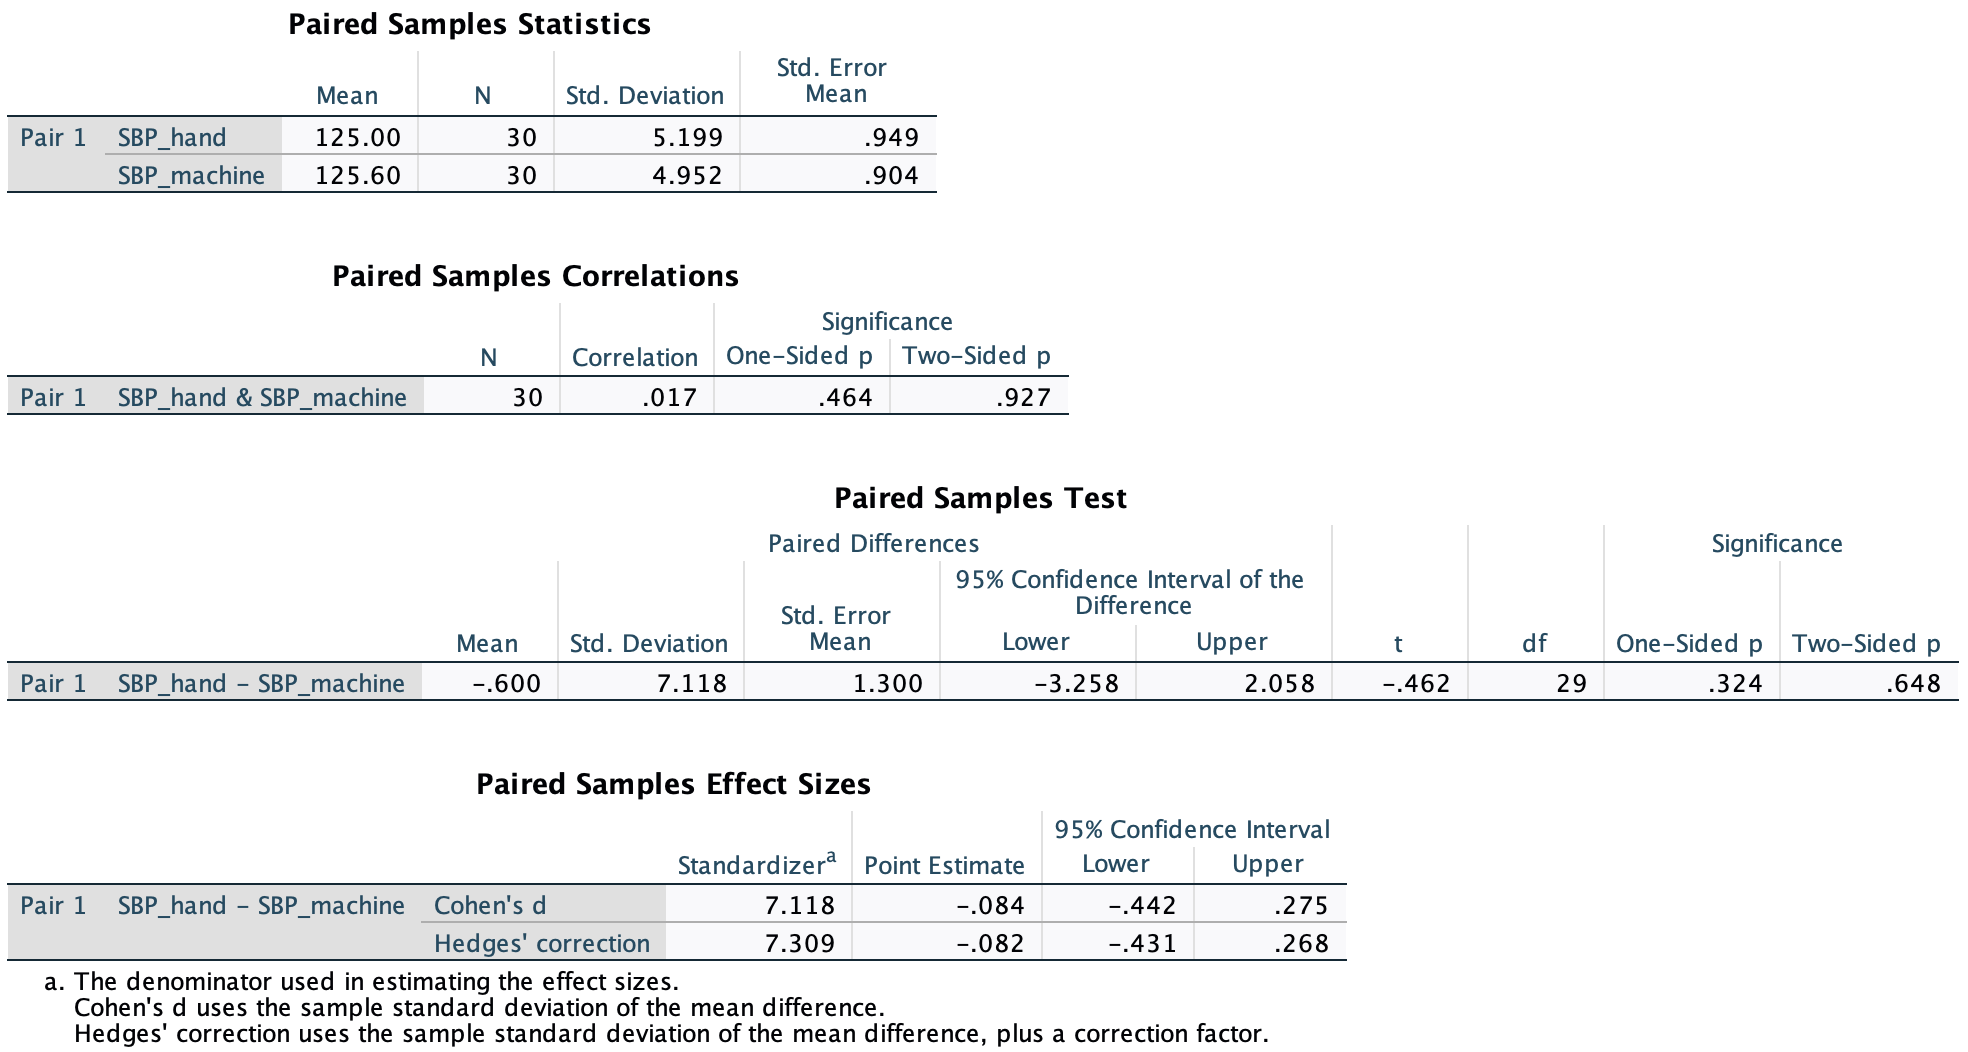 Paired Samples Statistics
Mean N Std. Deviation Std. Error Mean
Pair 1 SBP_hand 125.00 30 5.199 .949
SBP_machine 125.60 30 4.952 .904
Paired Samples Correlations
Significance
N Correlation One-Sided p Two-Sided p
Pair 1 SBP_hand & SBP_machine 30 .017 .464 .927
Paired Samples Test
Paired Differences Significance
95% Confidence Interval of the Difference
Mean Std. Deviation Std. Error Mean Lower Upper t df One-Sided p Two-Sided p
Pair 1 SBP_hand - SBP_machine -.600 7.118 1.300 -3.258 2.058 -.462 29 .324 .648
Paired Samples Effect Sizes
95% Confidence Interval
Standardizerᵃ Point Estimate Lower Upper
Pair 1 SBP_hand - SBP_machine Cohen's d 7.118 -.084 -.442 .275
Hedges' correction 7.309 -.082 -.431 .268
a. The denominator used in estimating the effect sizes.
Cohen's d uses the sample standard deviation of the mean difference.
Hedges' correction uses the sample standard deviation of the mean difference, plus a correction factor.